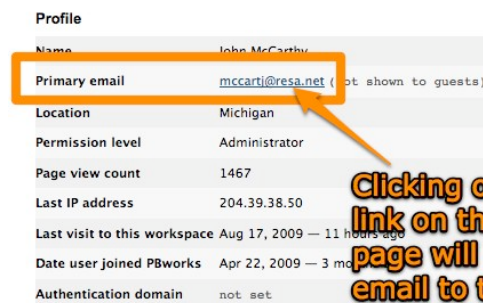 Profile
Name John McCarthy
Primary email mccartj@resa.net ( t shown to guests)
Location Michigan
Permission level Administrator
Page view count 1467
Last IP address 204.39.38.50
Last visit to this workspace Aug 17, 2009 — 11 hours ago
Date user joined PBworks Apr 22, 2009 — 3 mo
Authentication domain not set
Clicking
link on
page will
email to